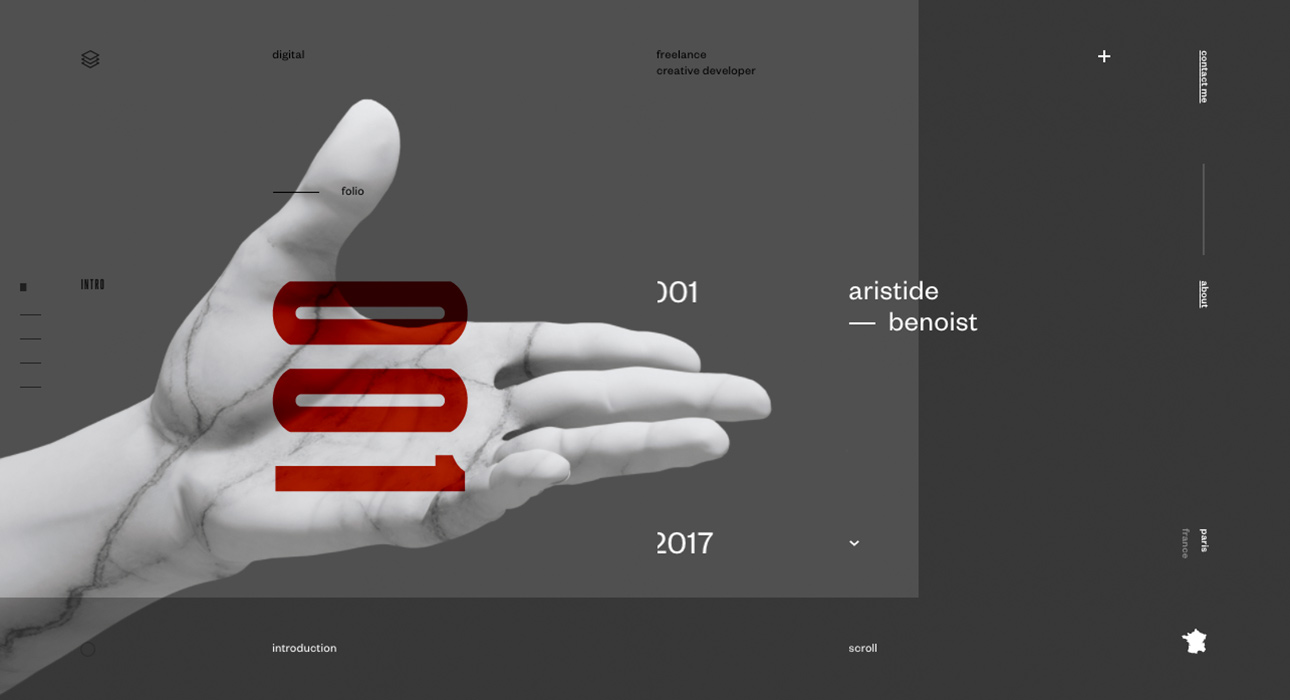 digital
freelance
creative developer
contact me
folio
INTRO
001
001
aristide
— benoist
about
2017
paris
france
introduction
scroll